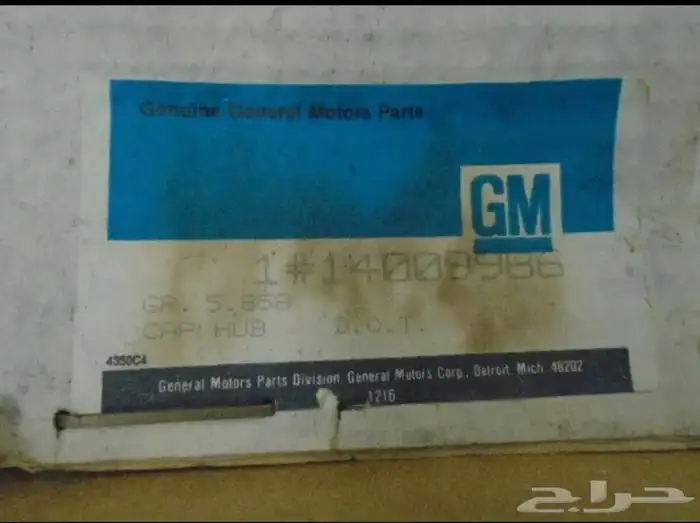 Genuine General Motors Parts
GM
1#14008986
GR. 5.858
CAP HUB D.O.T.
4350C4
General Motors Parts Division, General Motors Corp., Detroit, Mich. 48202
1216
حراج